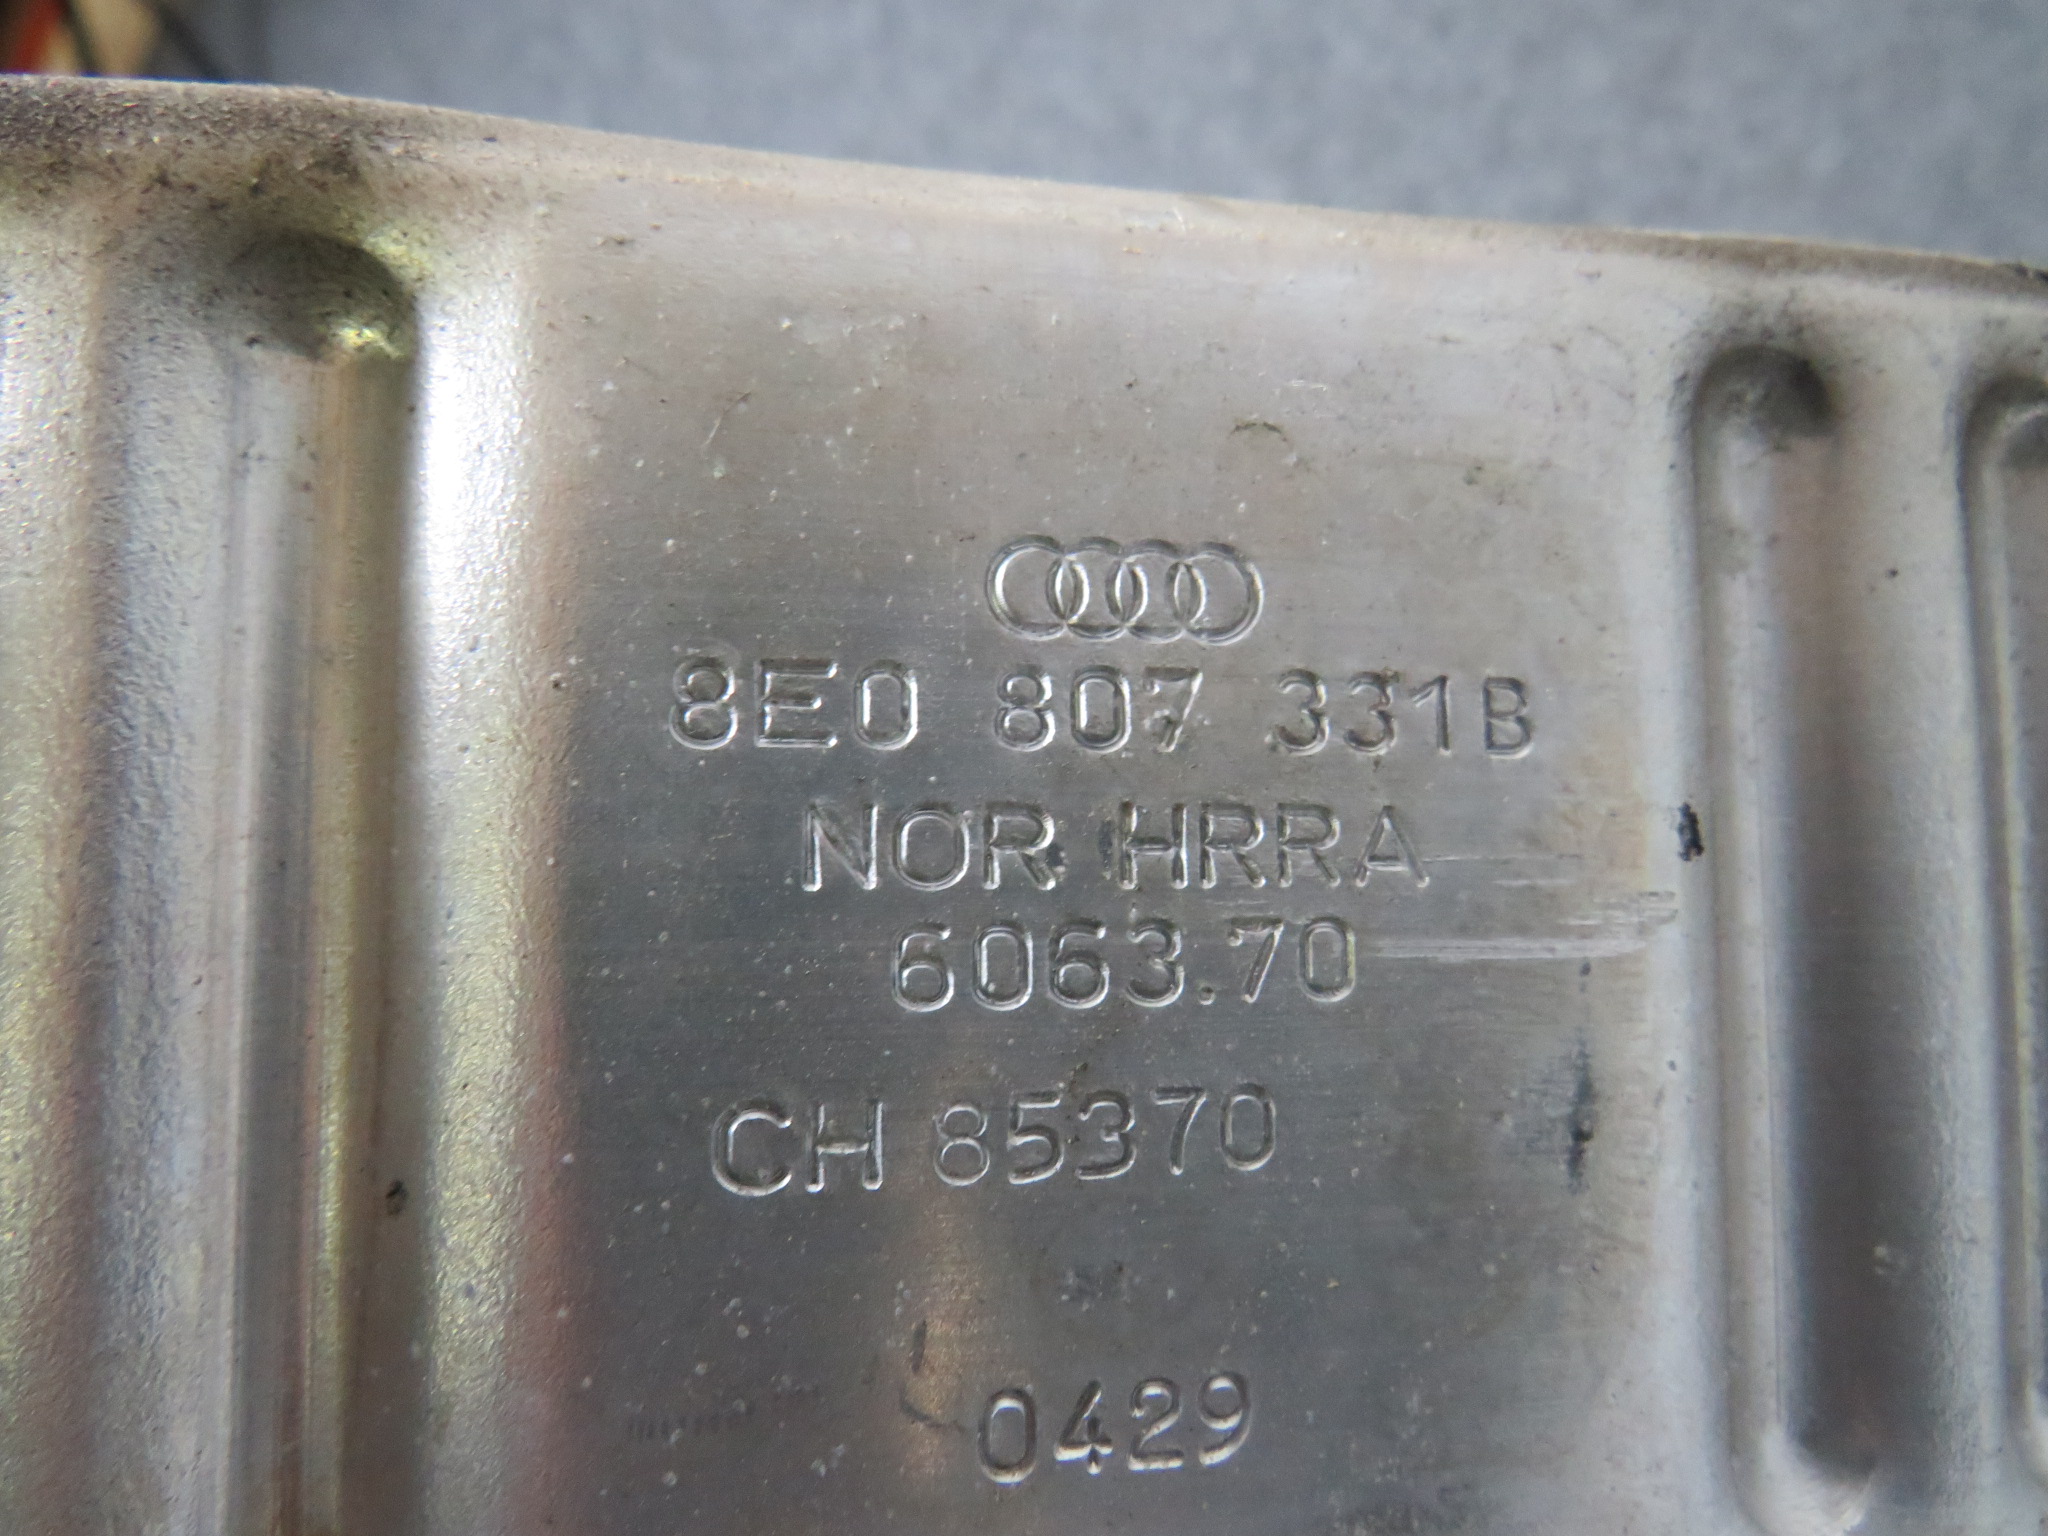 8E0 807 331B
NOR HRRA
6063.70
CH 85370
0429